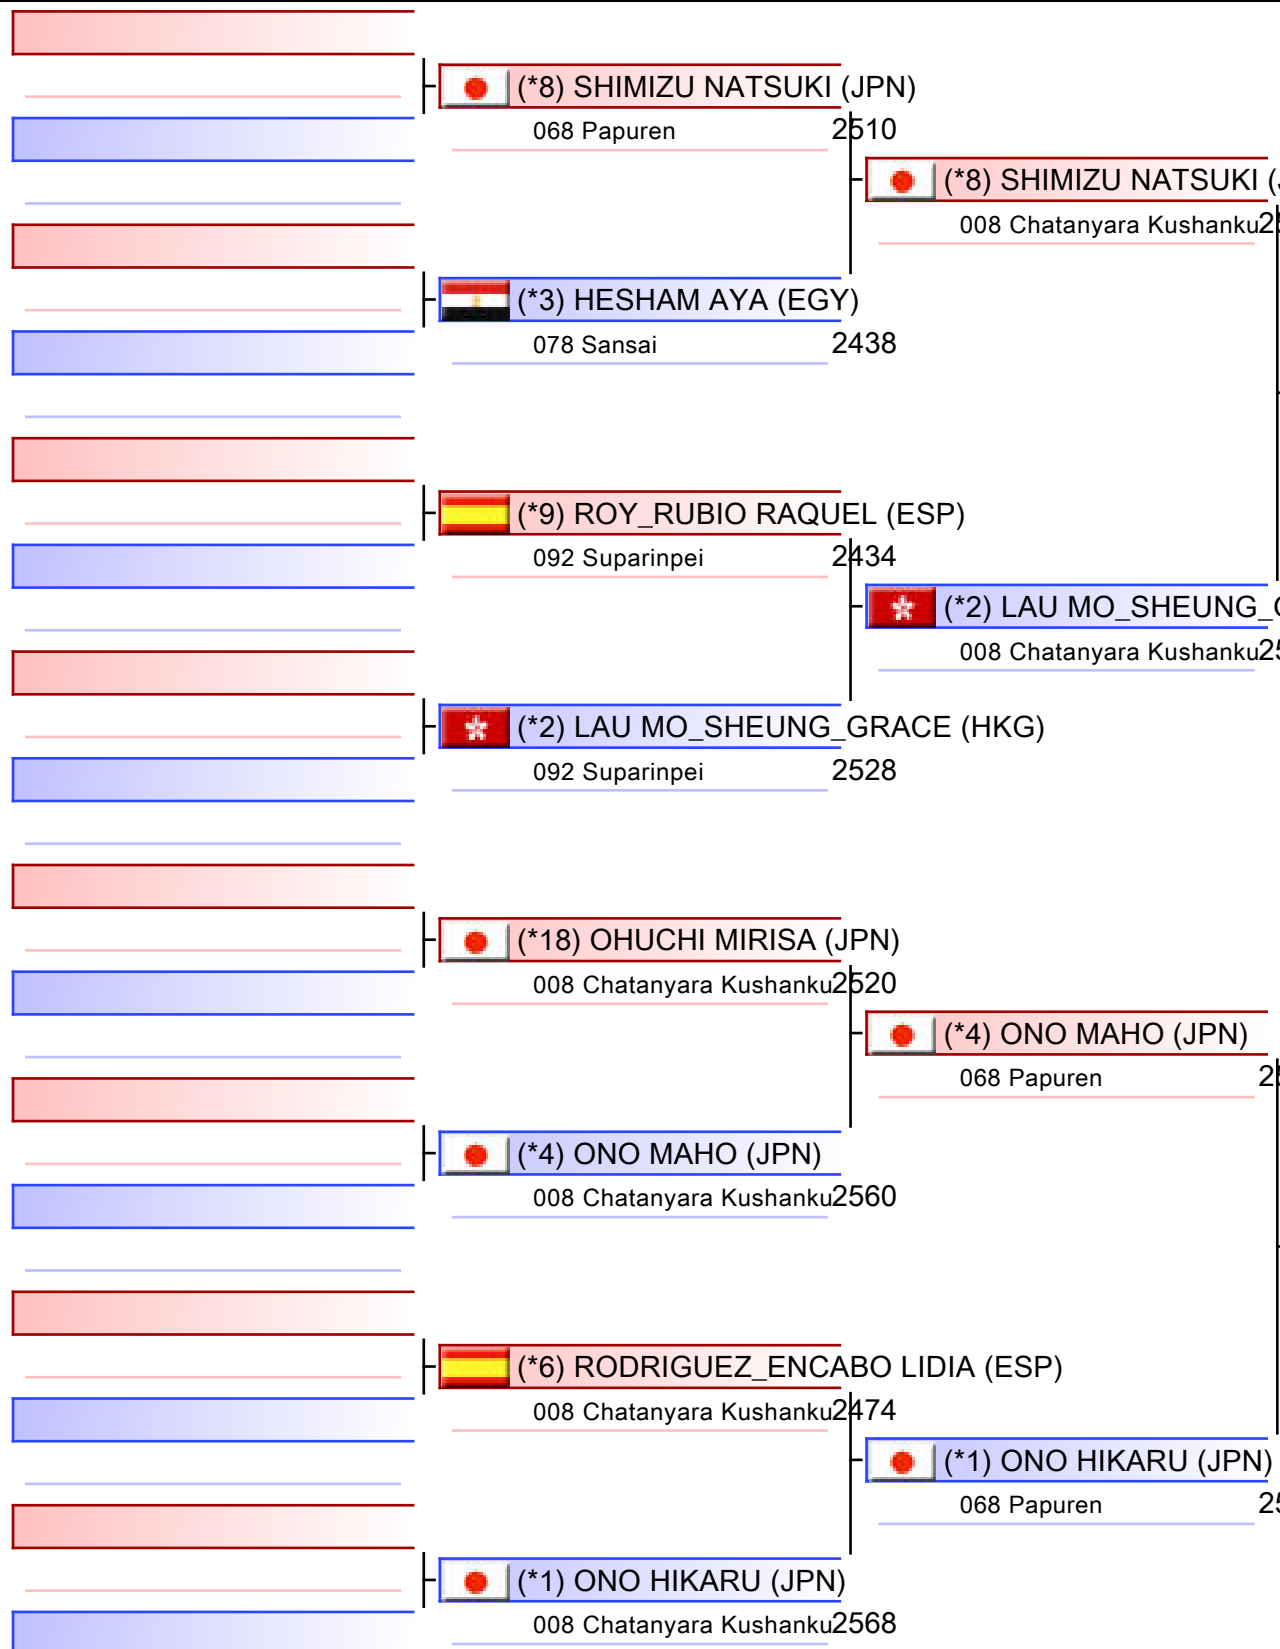 (*8) SHIMIZU NATSUKI (JPN)
068 Papuren 2510
(*8) SHIMIZU NATSUKI
008 Chatanyara Kushanku
(*3) HESHAM AYA (EGY)
078 Sansai 2438
(*9) ROY_RUBIO RAQUEL (ESP)
092 Suparinpei 2434
(*2) LAU MO_SHEUNG_
008 Chatanyara Kushanku
(*2) LAU MO_SHEUNG_GRACE (HKG)
092 Suparinpei 2528
(*18) OHUCHI MIRISA (JPN)
008 Chatanyara Kushanku 2520
(*4) ONO MAHO (JPN)
068 Papuren
(*4) ONO MAHO (JPN)
008 Chatanyara Kushanku 2560
(*6) RODRIGUEZ_ENCABO LIDIA (ESP)
008 Chatanyara Kushanku 2474
(*1) ONO HIKARU (JPN)
068 Papuren
(*1) ONO HIKARU (JPN)
008 Chatanyara Kushanku 2568